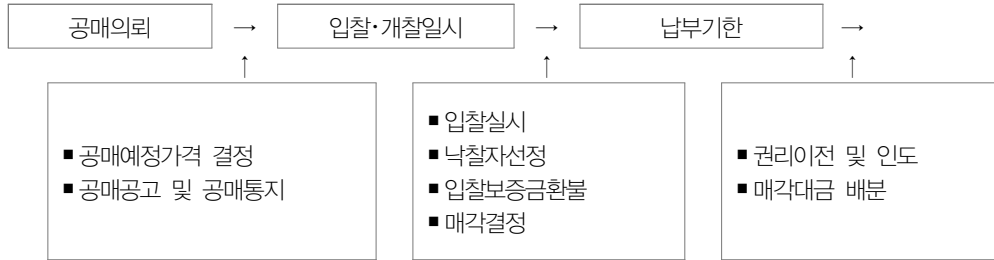 공매의뢰 → 입찰·개찰일시 → 납부기한 →
↑ ↑ ↑
■ 공매예정가격 결정
■ 공매공고 및 공매통지
■ 입찰실시
■ 낙찰자선정
■ 입찰보증금환불
■ 매각결정
■ 권리이전 및 인도
■ 매각대금 배분